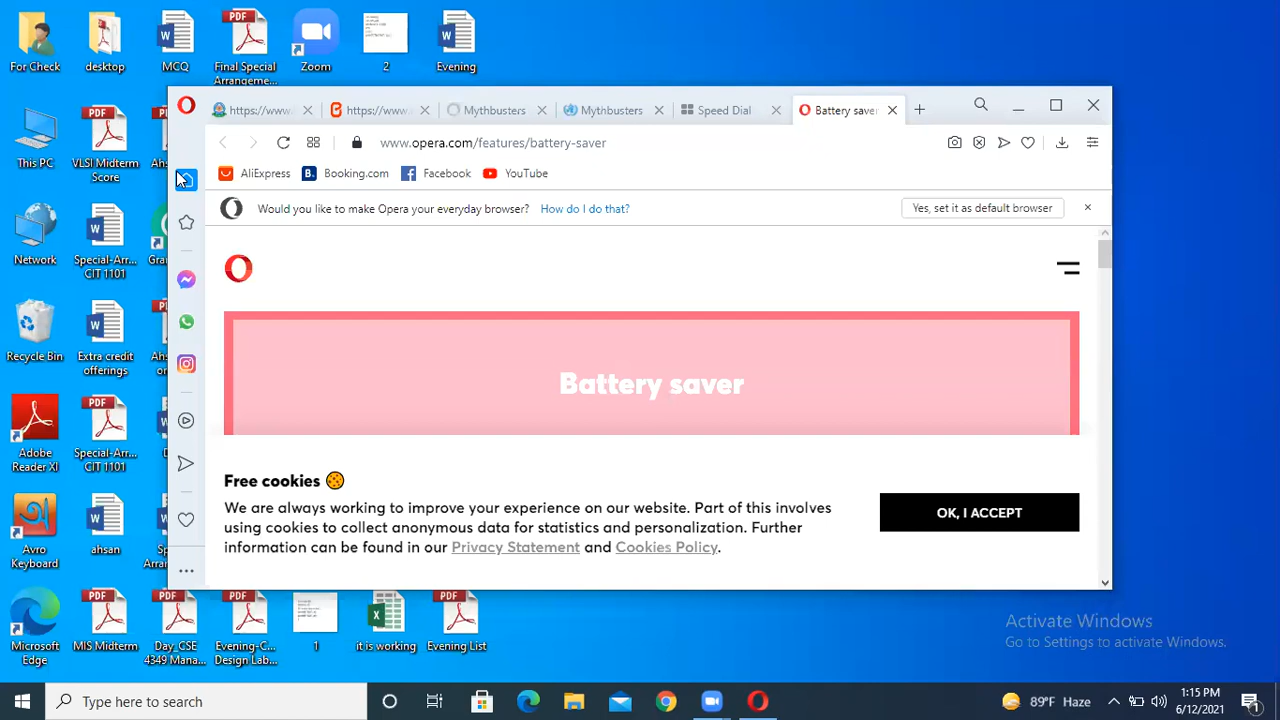 For Check
desktop
MCQ
Final Special
Arrangeme...
Zoom
2
Evening
https://www.
https://www.
Mythbusters
Mythbusters
Speed Dial
Battery saver
www.opera.com/features/battery-saver
AliExpress
Booking.com
Facebook
YouTube
Would you like to make Opera your everyday browser?
How do I do that?
Yes, set it as default browser
This PC
VLSI Midterm
Score
Network
Special-Arr...
CIT 1101
Recycle Bin
Extra credit
offerings
Battery saver
Adobe
Reader XI
Special-Arr...
CIT 1101
Free cookies
We are always working to improve your experience on our website. Part of this involves
using cookies to collect anonymous data for statistics and personalization. Further
information can be found in our Privacy Statement and Cookies Policy.
OK, I ACCEPT
Avro
Keyboard
ahsan
Microsoft
Edge
MIS Midterm
Day_CSE
4349 Mana...
Evening-C...
Design Lab...
1
it is working
Evening List
Activate Windows
Go to Settings to activate Windows.
Type here to search
89°F Haze
1:15 PM
6/12/2021